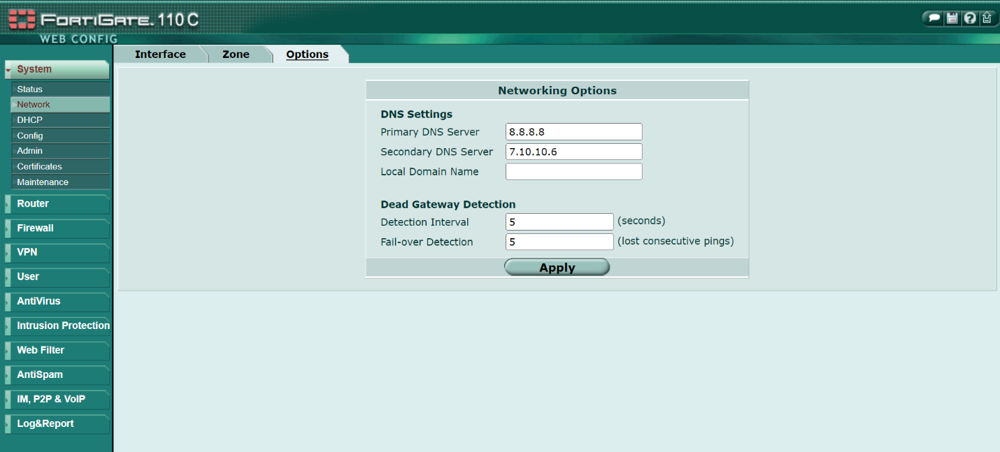 FORTIGATE 110C
WEB CONFIG
Interface Zone Options
System
Status
Network
DHCP
Config
Admin
Certificates
Maintenance
Router
Firewall
VPN
User
AntiVirus
Intrusion Protection
Web Filter
AntiSpam
IM, P2P & VoIP
Log&Report
Networking Options
DNS Settings
Primary DNS Server 8.8.8.8
Secondary DNS Server 7.10.10.6
Local Domain Name
Dead Gateway Detection
Detection Interval 5 (seconds)
Fail-over Detection 5 (lost consecutive pings)
Apply